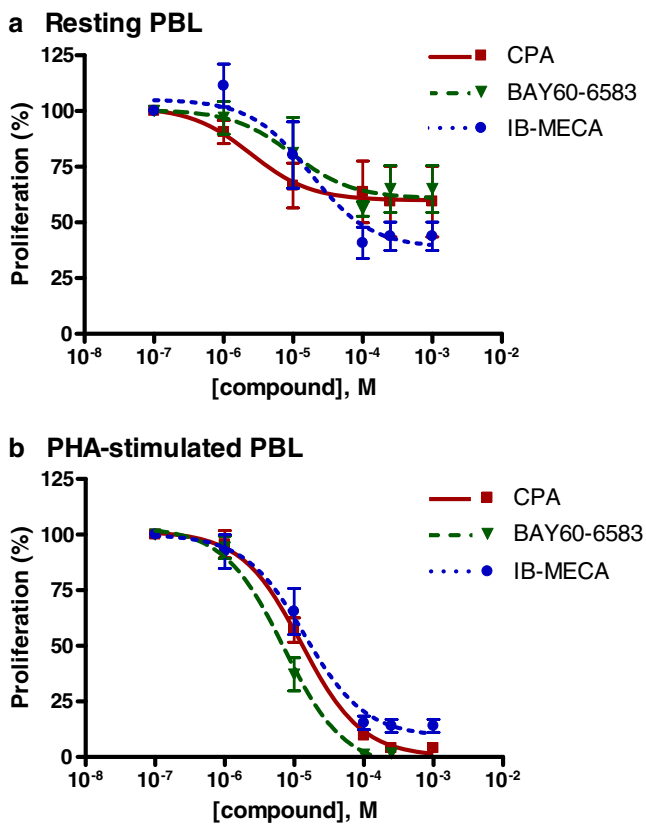 a Resting PBL
125
100
75
50
25
0
Proliferation (%)
10-8 10-7 10-6 10-5 10-4 10-3 10-2
[compound], M
CPA
BAY60-6583
IB-MECA
b PHA-stimulated PBL
125
100
75
50
25
0
Proliferation (%)
10-8 10-7 10-6 10-5 10-4 10-3 10-2
[compound], M
CPA
BAY60-6583
IB-MECA